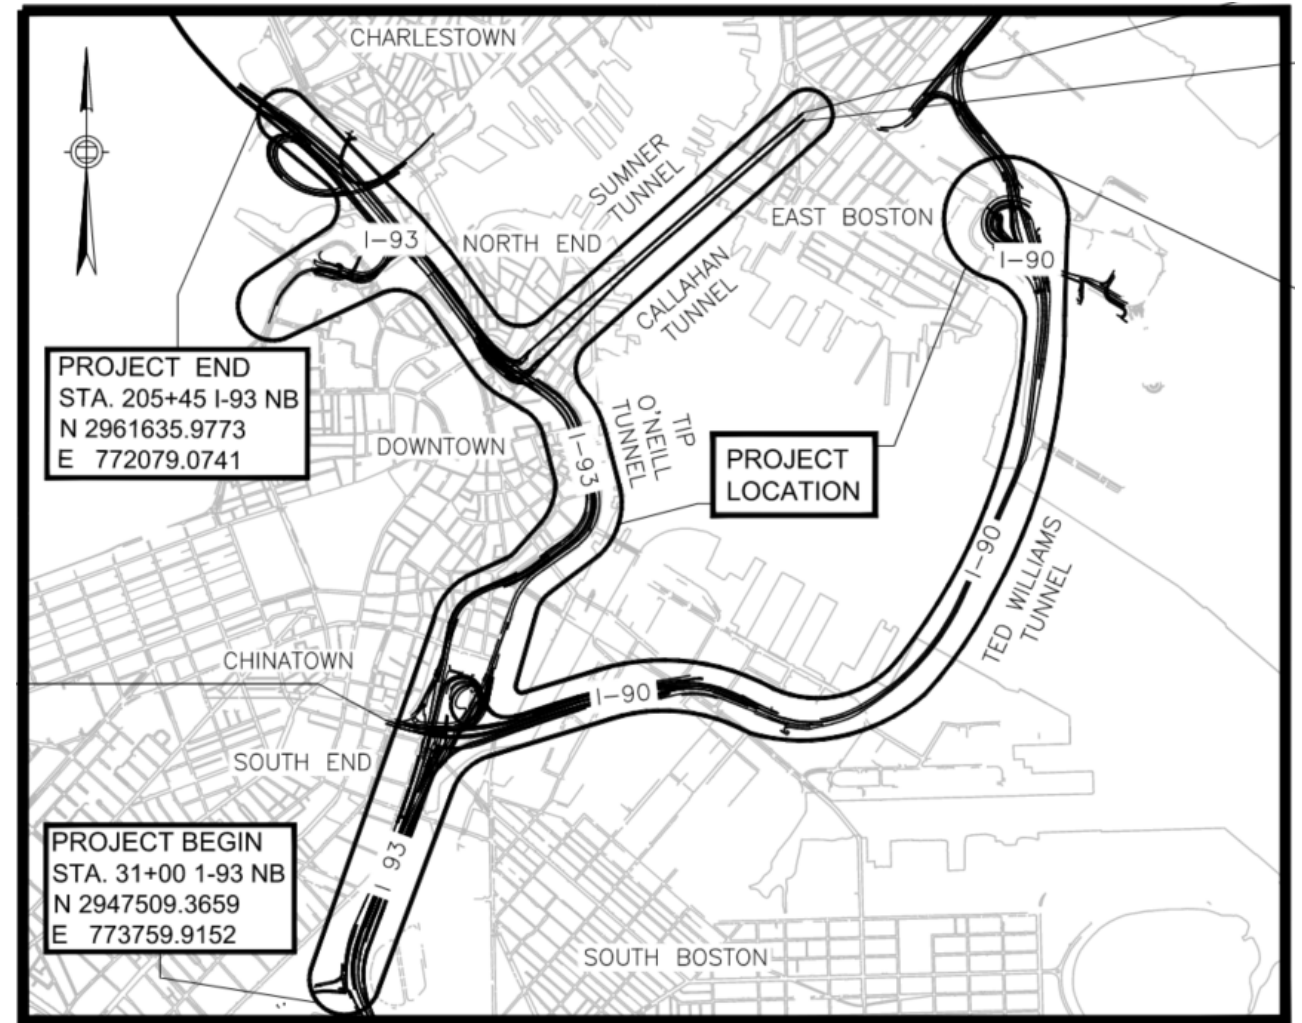 CHARLESTOWN
SUMNER
TUNNEL
EAST BOSTON
I-93
NORTH END
I-90
CALLAHAN
TUNNEL
PROJECT END
STA. 205+45 I-93 NB
N 2961635.9773
E 772079.0741
TIP
O'NEILL
TUNNEL
DOWNTOWN
I-93
PROJECT
LOCATION
I-90
TED WILLIAMS
TUNNEL
CHINATOWN
I-90
SOUTH END
PROJECT BEGIN
STA. 31+00 1-93 NB
N 2947509.3659
E 773759.9152
I 93
SOUTH BOSTON